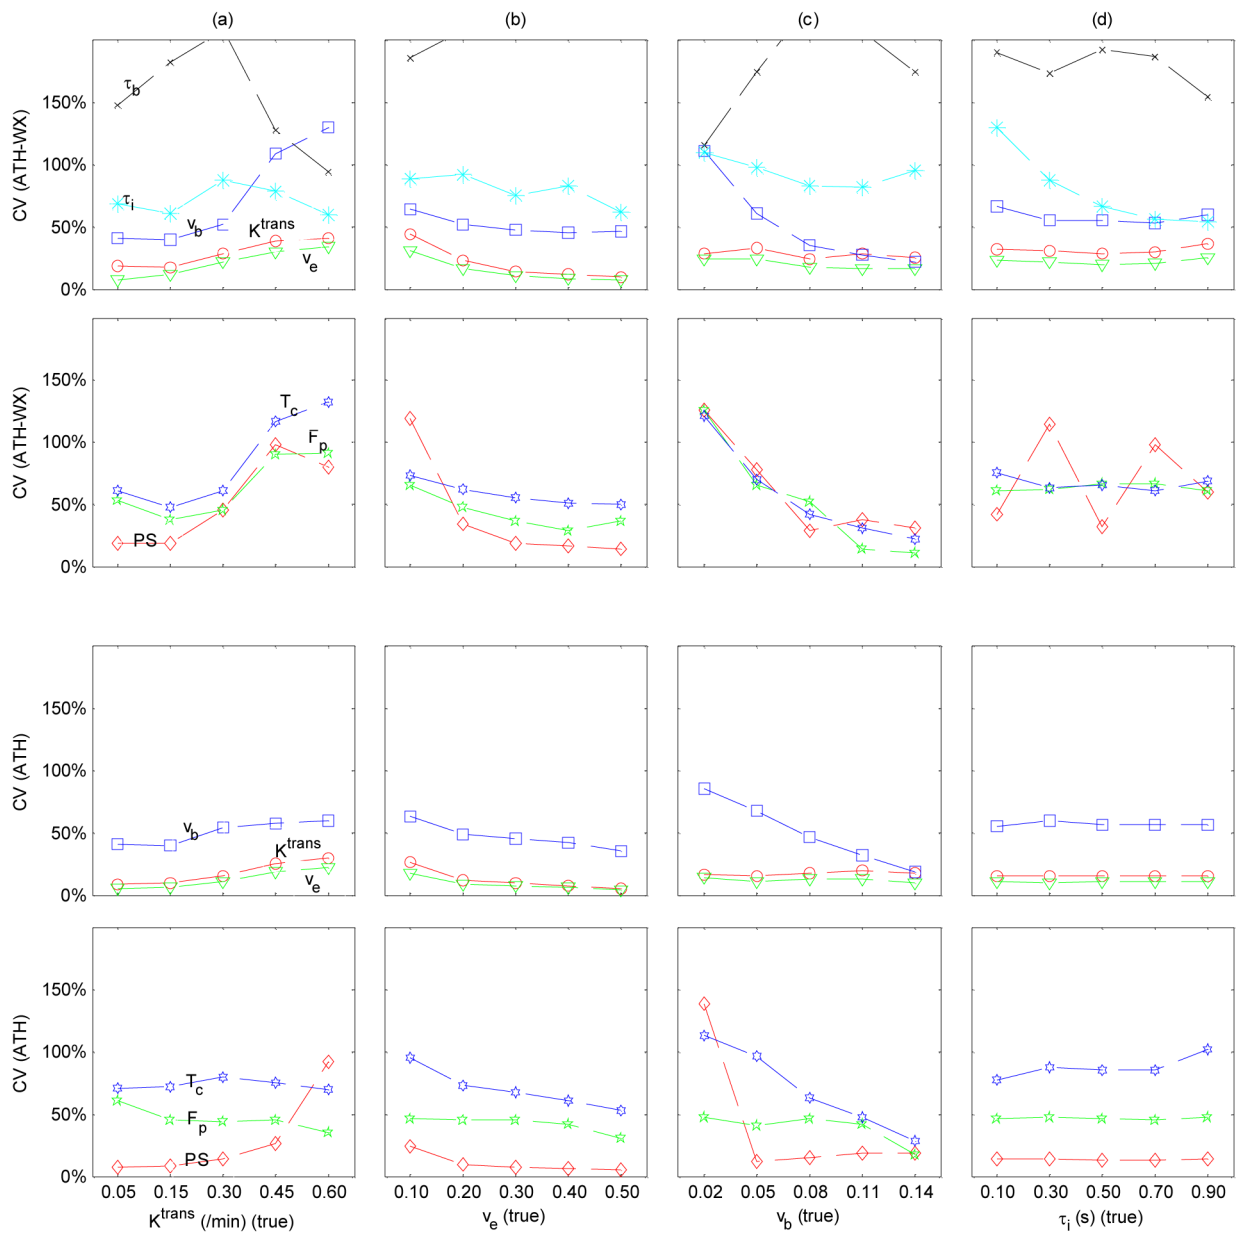 (a) (b) (c) (d)
CV (ATH-WX)
150%
100%
50%
0%
τb
τi
vb
Ktrans
ve
CV (ATH-WX)
150%
100%
50%
0%
Tc
Fp
PS
CV (ATH)
150%
100%
50%
0%
vb
Ktrans
ve
CV (ATH)
150%
100%
50%
0%
Tc
Fp
PS
0.05 0.15 0.30 0.45 0.60 0.10 0.20 0.30 0.40 0.50 0.02 0.05 0.08 0.11 0.14 0.10 0.30 0.50 0.70 0.90
Ktrans (/min) (true) ve (true) vb (true) τi (s) (true)